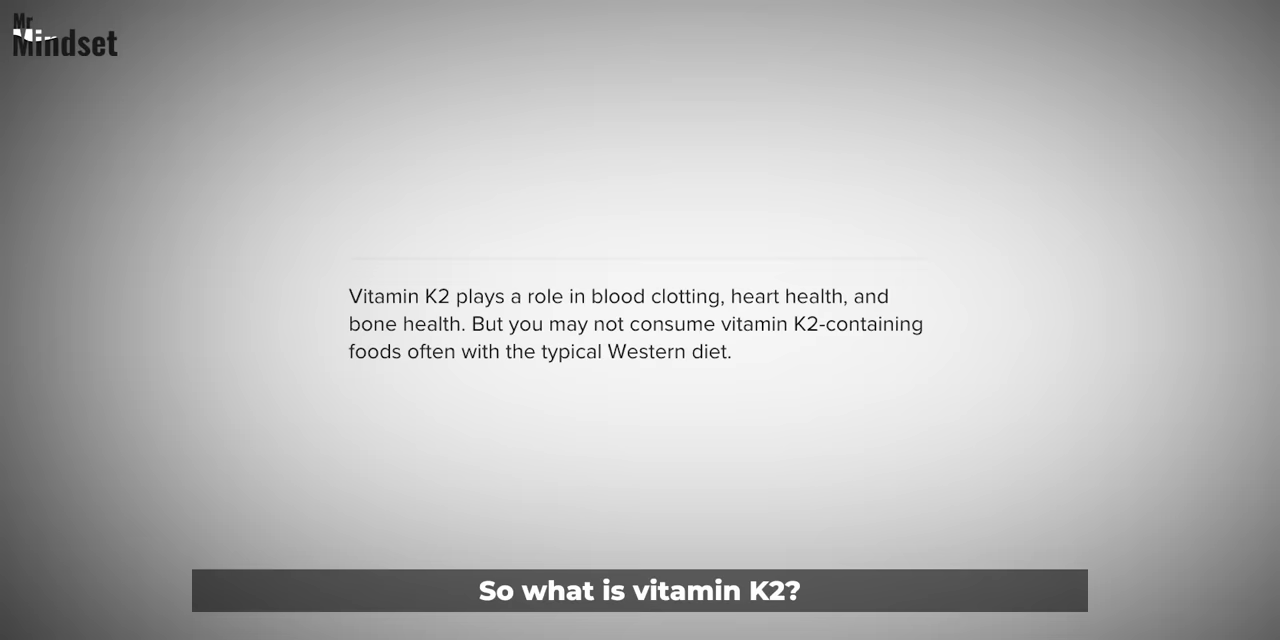 Mr
Mindset
Vitamin K2 plays a role in blood clotting, heart health, and
bone health. But you may not consume vitamin K2-containing
foods often with the typical Western diet.
So what is vitamin K2?